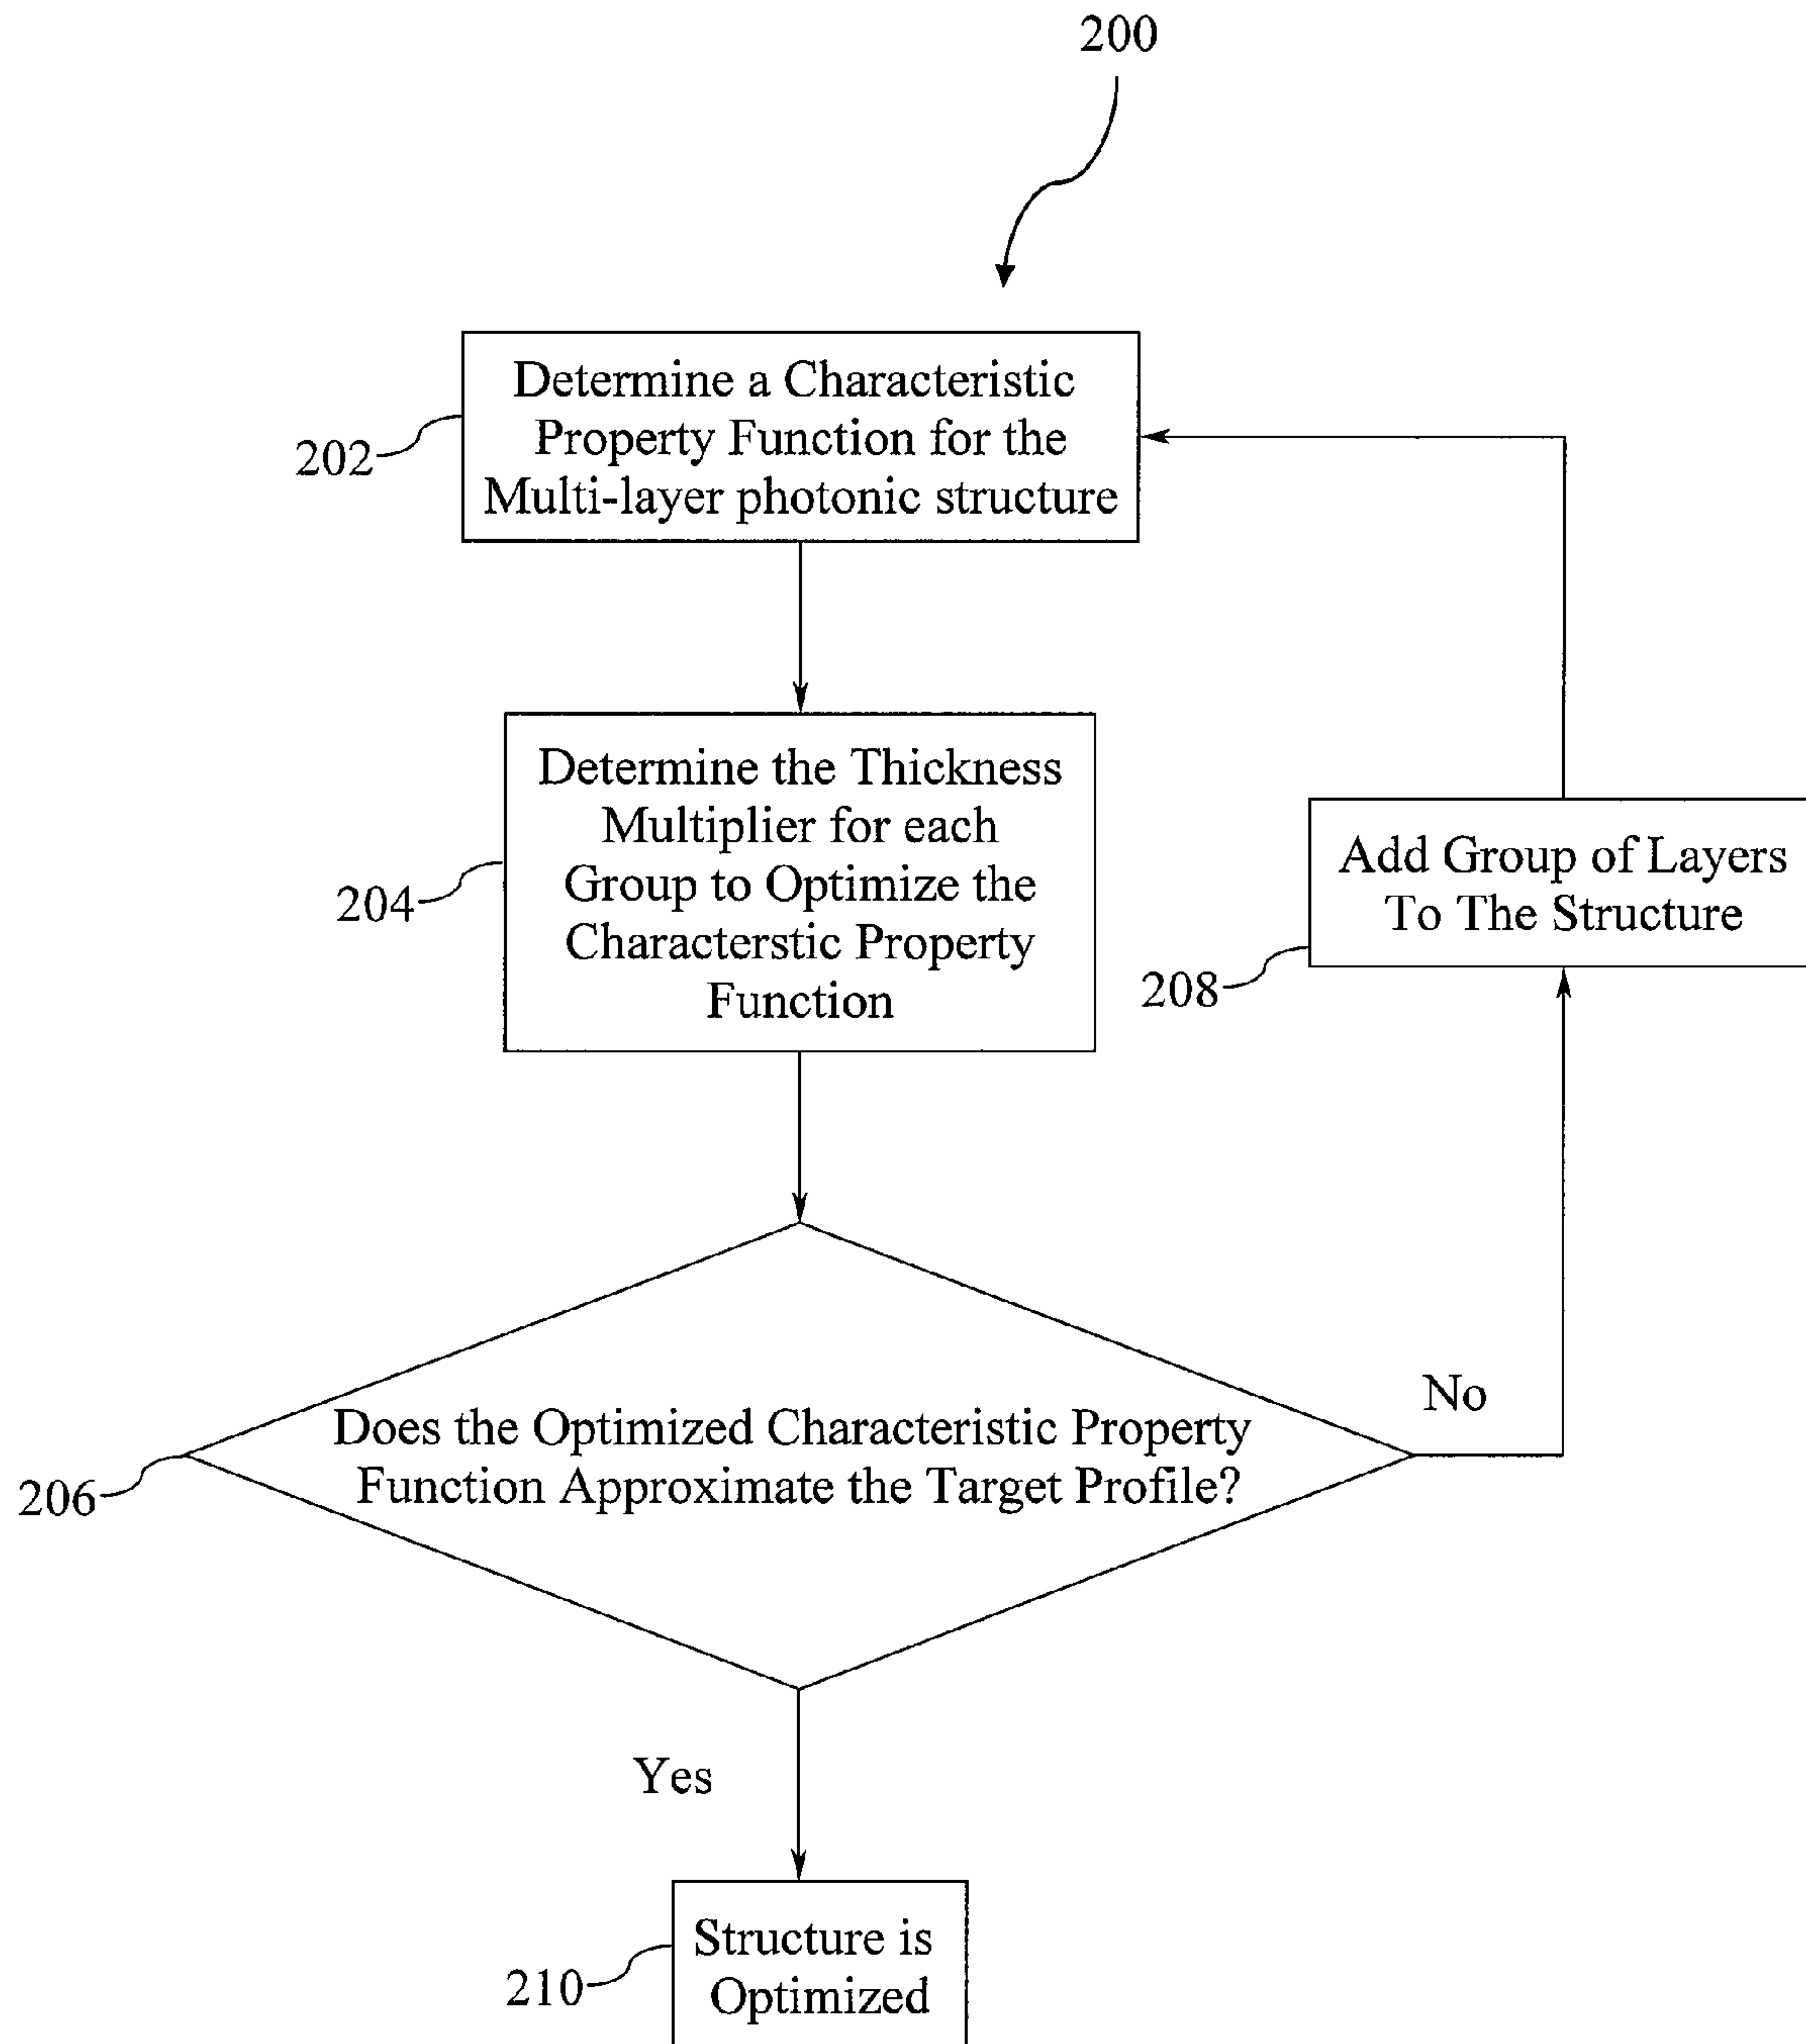 200
Determine a Characteristic
Property Function for the
Multi-layer photonic structure
202
Determine the Thickness
Multiplier for each
Group to Optimize the
Characterstic Property
Function
204
Add Group of Layers
To The Structure
208
No
Does the Optimized Characteristic Property
Function Approximate the Target Profile?
206
Yes
Structure is
Optimized
210